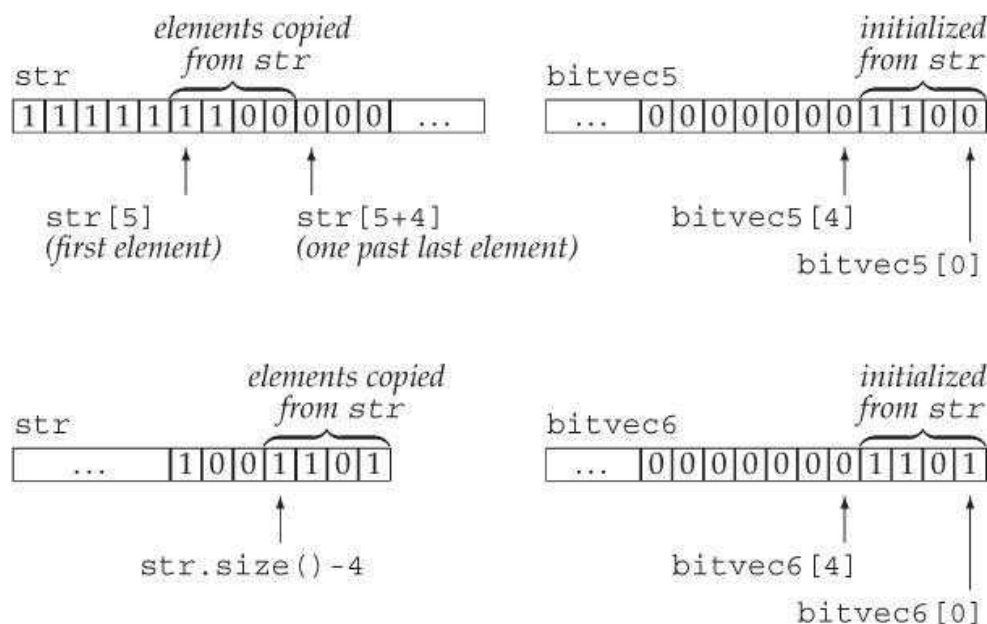 elements copied
from str
str
1 1 1 1 1 1 1 0 0 0 0 0 ...
str[5]
(first element)
str[5+4]
(one past last element)
initialized
from str
bitvec5
... 0 0 0 0 0 0 1 1 0 0
bitvec5[4]
bitvec5[0]
elements copied
from str
str
... 1 0 0 1 1 0 1
str.size()-4
initialized
from str
bitvec6
... 0 0 0 0 0 0 1 1 0 1
bitvec6[4]
bitvec6[0]